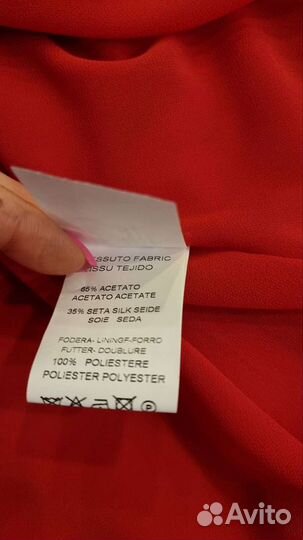 ESSUTO FABRIC
ISSU TEJIDO
65% ACETATO
ACETATO ACETATE
35% SETA SILK SEIDE
SOIE SEDA
FODERA- LININGF-FORRO
FUTTER- DOUBLURE
100% POLIESTERE
POLIESTER POLYESTER
P
Avito